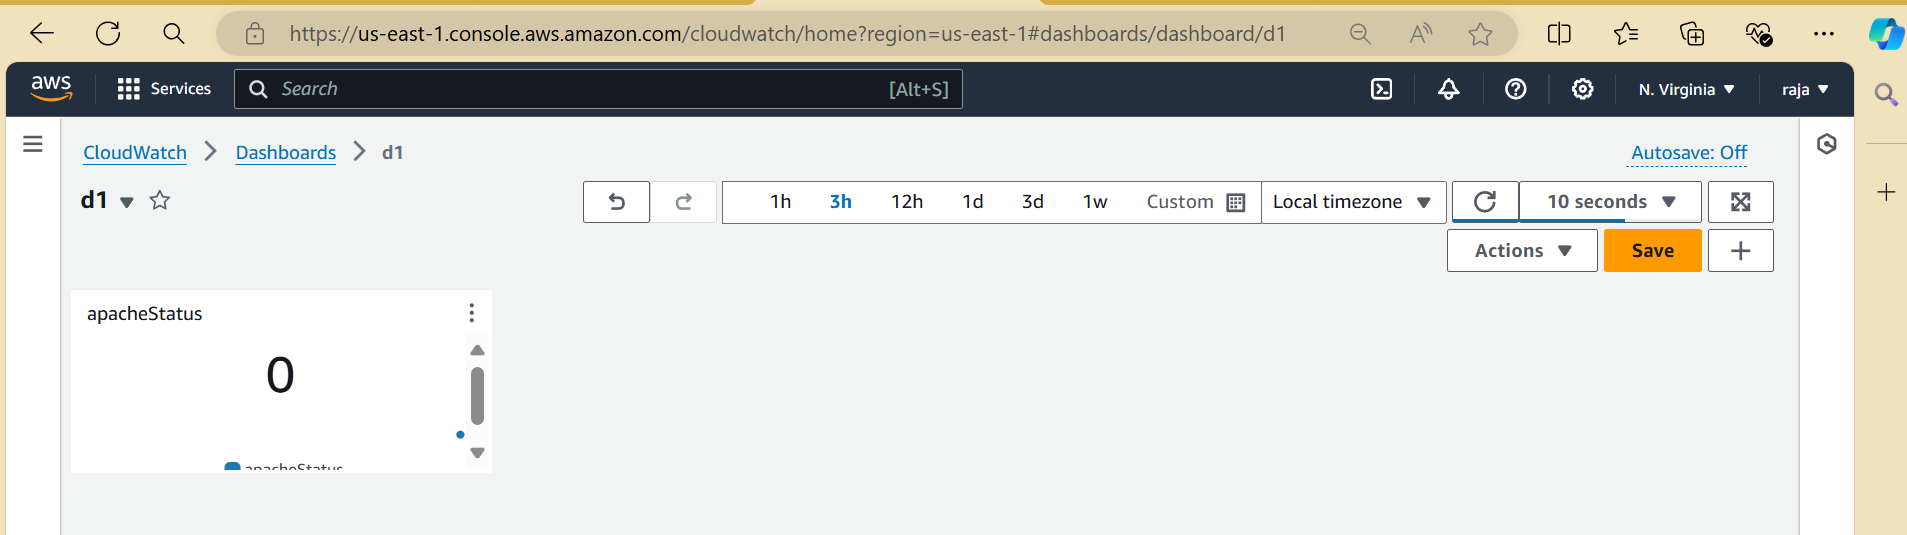 https://us-east-1.console.aws.amazon.com/cloudwatch/home?region=us-east-1#dashboards/dashboard/d1
aws
Services
Search
[Alt+S]
N. Virginia
raja
CloudWatch
Dashboards
d1
Autosave: Off
d1
1h 3h 12h 1d 3d 1w Custom
Local timezone
10 seconds
Actions
Save
apacheStatus
0
apacheStatus